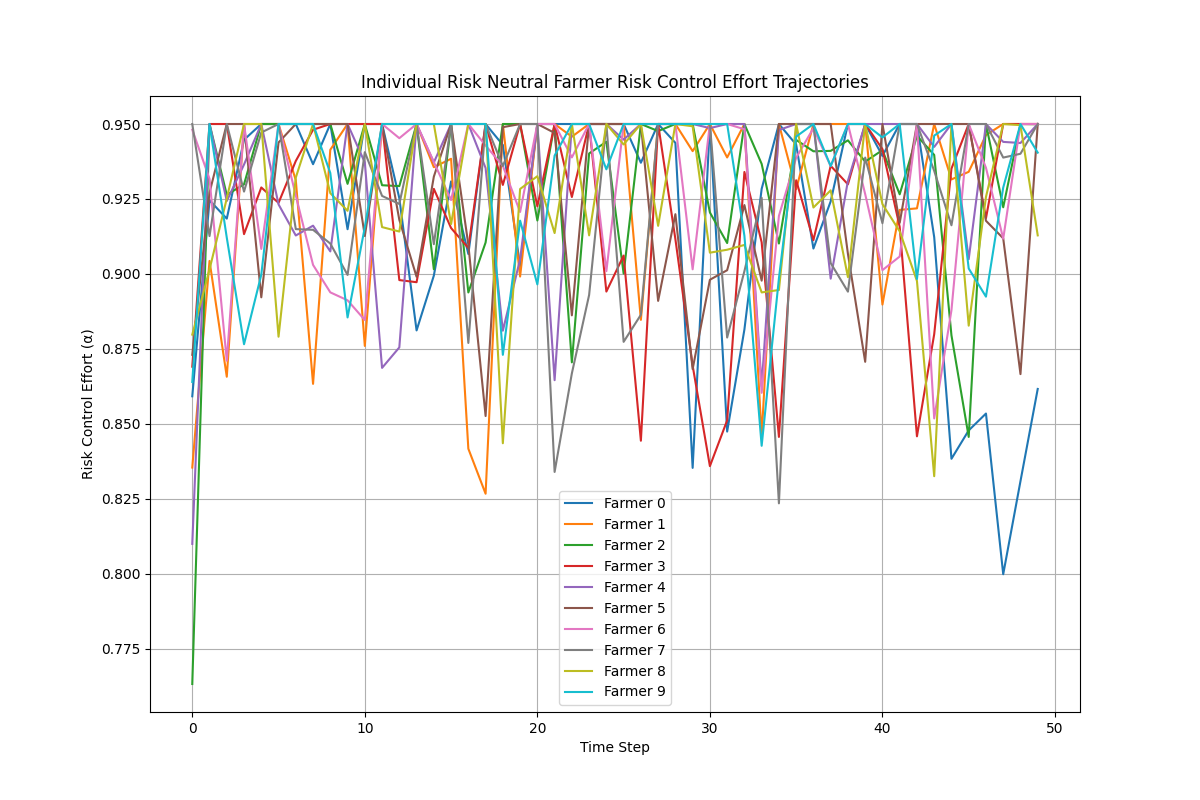 Individual Risk Neutral Farmer Risk Control Effort Trajectories
Risk Control Effort (α)
0.950
0.925
0.900
0.875
0.850
0.825
0.800
0.775
Farmer 0
Farmer 1
Farmer 2
Farmer 3
Farmer 4
Farmer 5
Farmer 6
Farmer 7
Farmer 8
Farmer 9
0 10 20 30 40 50
Time Step